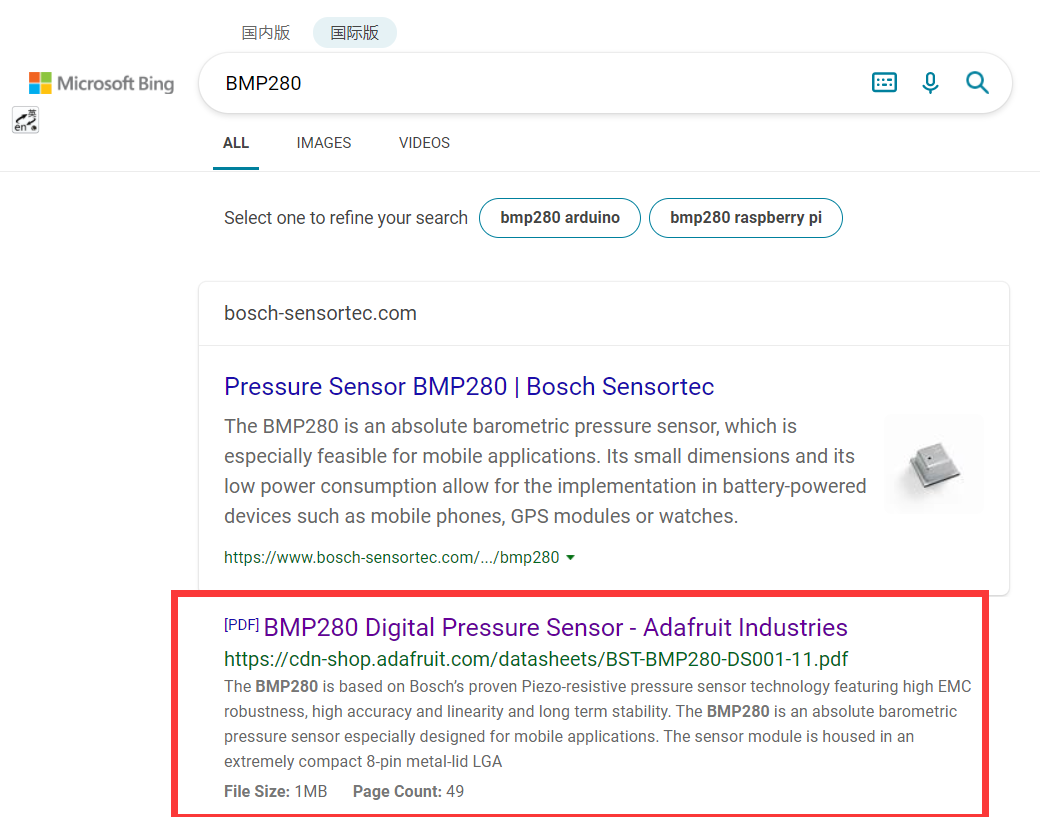 国内版 国际版
Microsoft Bing
BMP280
英
en
ALL IMAGES VIDEOS
Select one to refine your search bmp280 arduino bmp280 raspberry pi
bosch-sensortec.com
Pressure Sensor BMP280 | Bosch Sensortec
The BMP280 is an absolute barometric pressure sensor, which is
especially feasible for mobile applications. Its small dimensions and its
low power consumption allow for the implementation in battery-powered
devices such as mobile phones, GPS modules or watches.
https://www.bosch-sensortec.com/.../bmp280
[PDF] BMP280 Digital Pressure Sensor - Adafruit Industries
https://cdn-shop.adafruit.com/datasheets/BST-BMP280-DS001-11.pdf
The BMP280 is based on Bosch’s proven Piezo-resistive pressure sensor technology featuring high EMC
robustness, high accuracy and linearity and long term stability. The BMP280 is an absolute barometric
pressure sensor especially designed for mobile applications. The sensor module is housed in an
extremely compact 8-pin metal-lid LGA
File Size: 1MB Page Count: 49